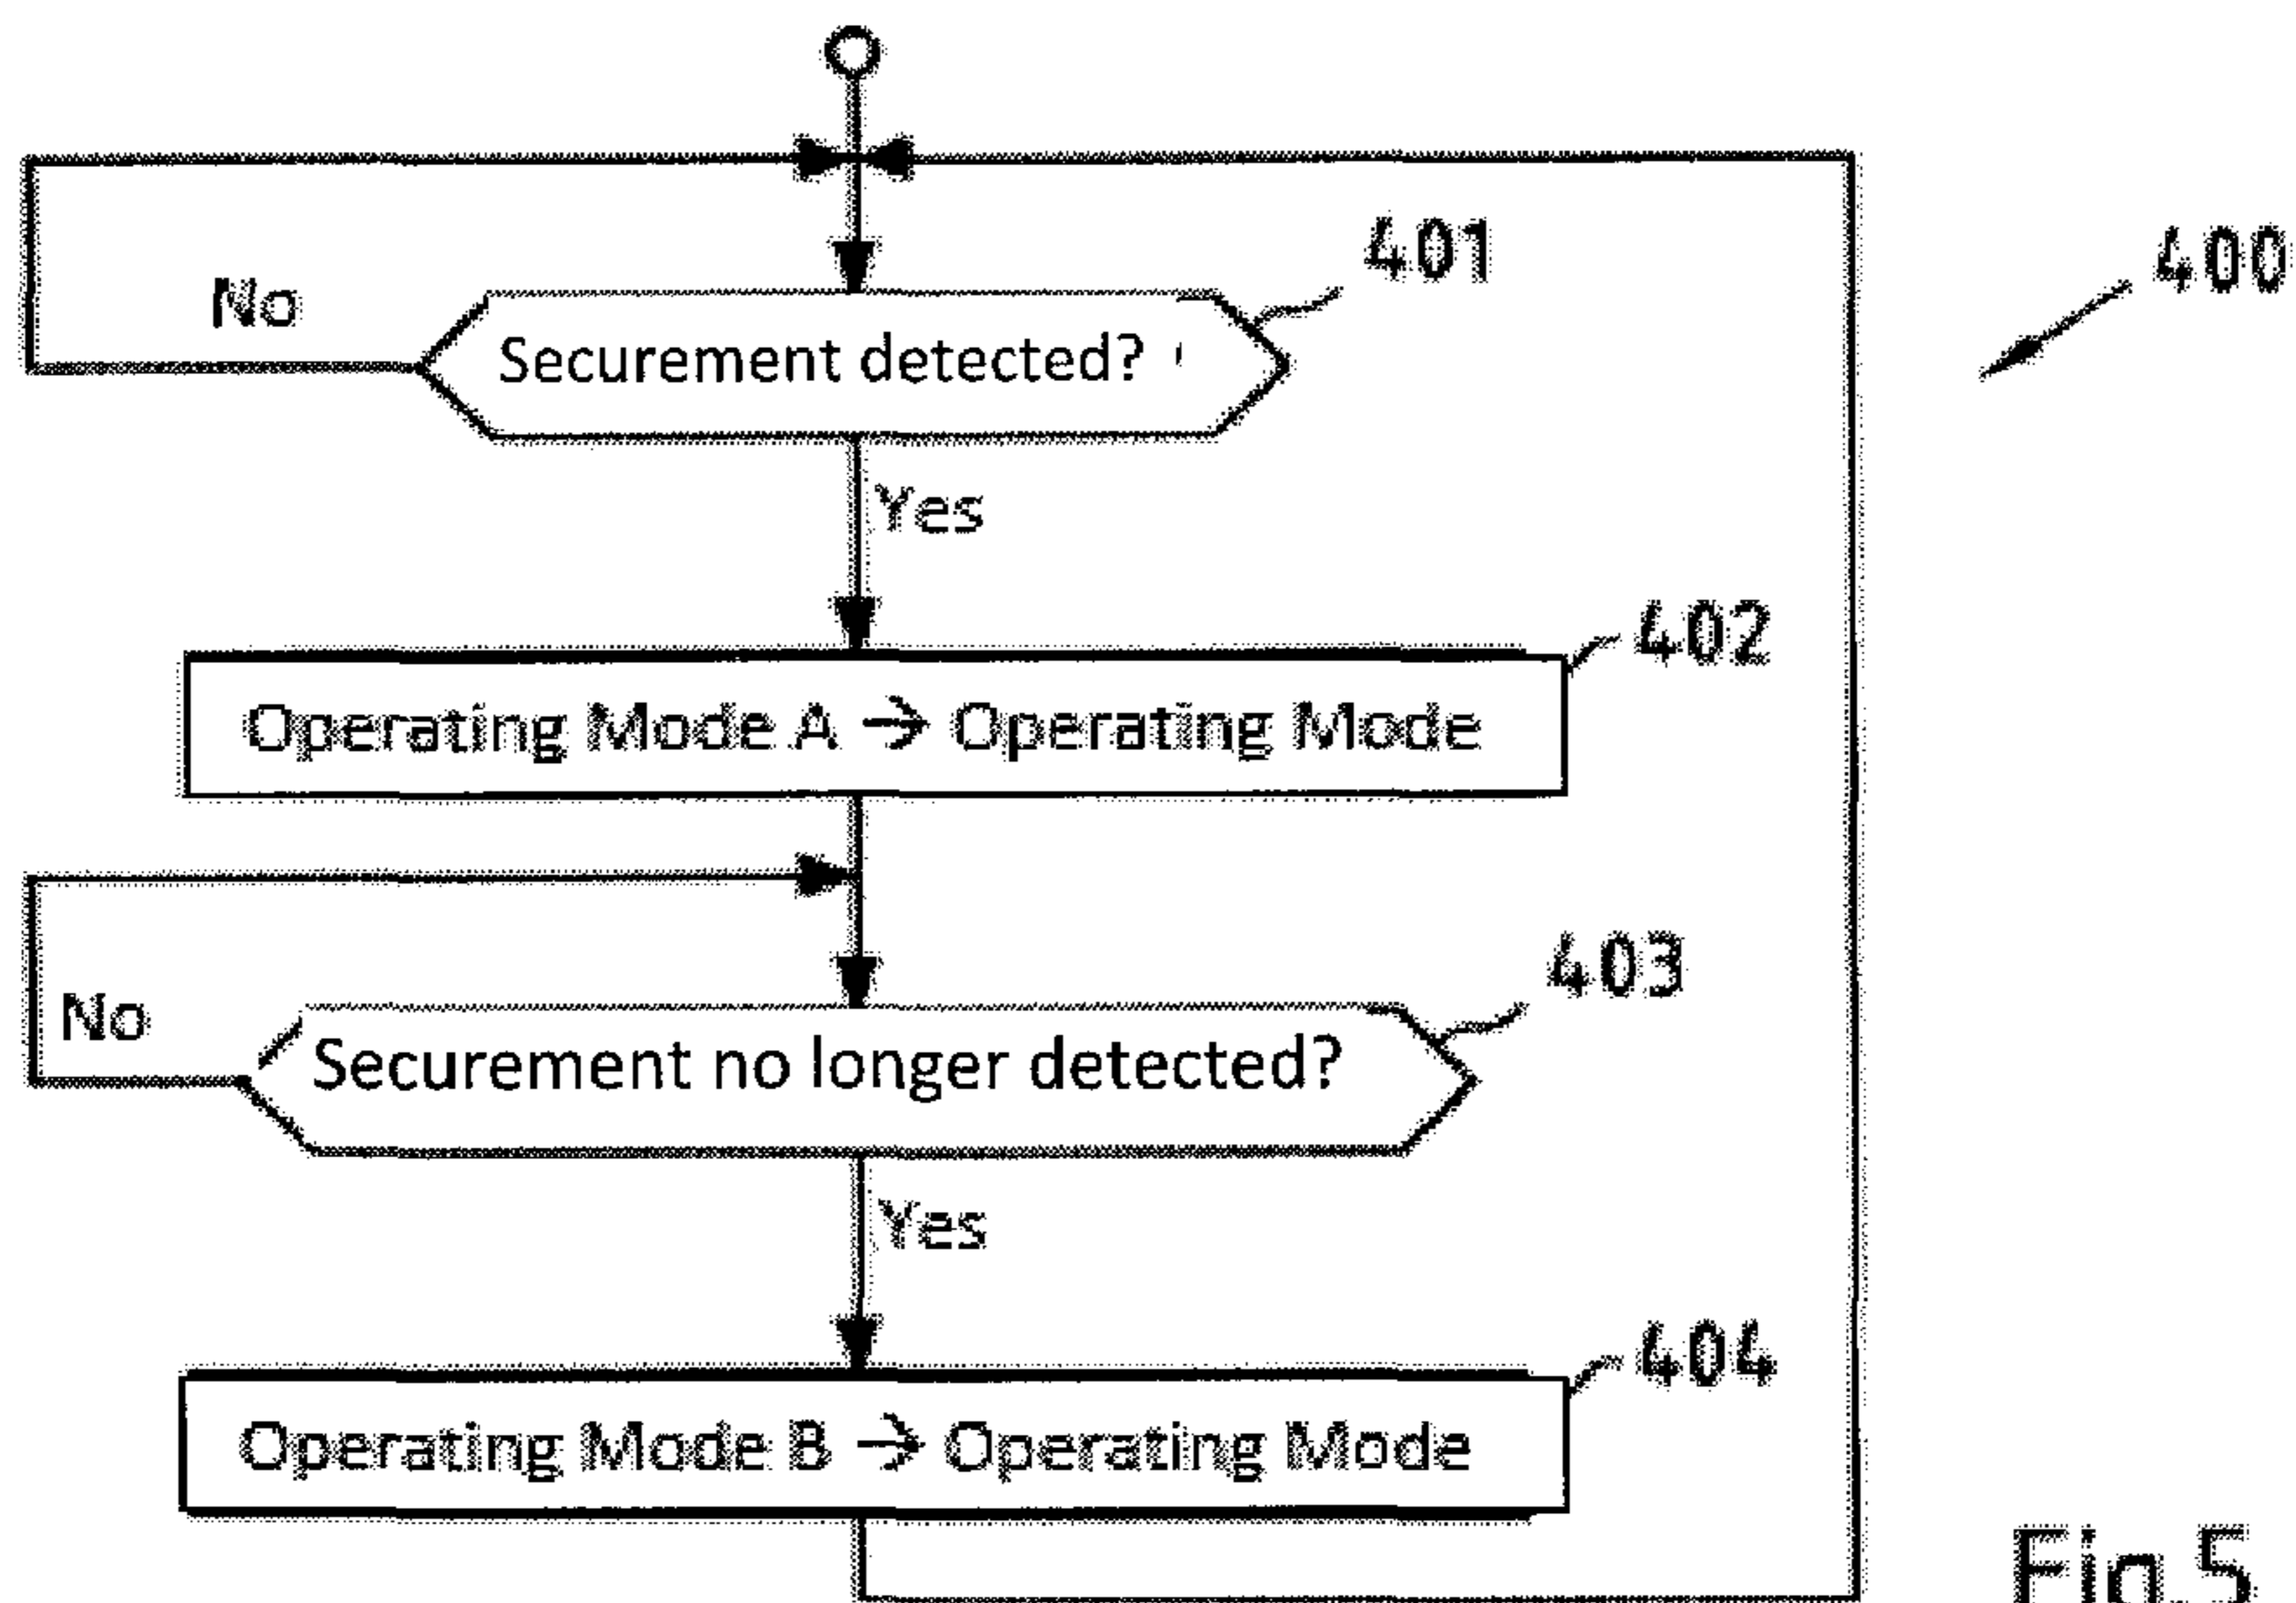 401
400
No
Securement detected?
Yes
402
Operating Mode A → Operating Mode
403
No
Securement no longer detected?
Yes
404
Operating Mode B → Operating Mode
Fig.5